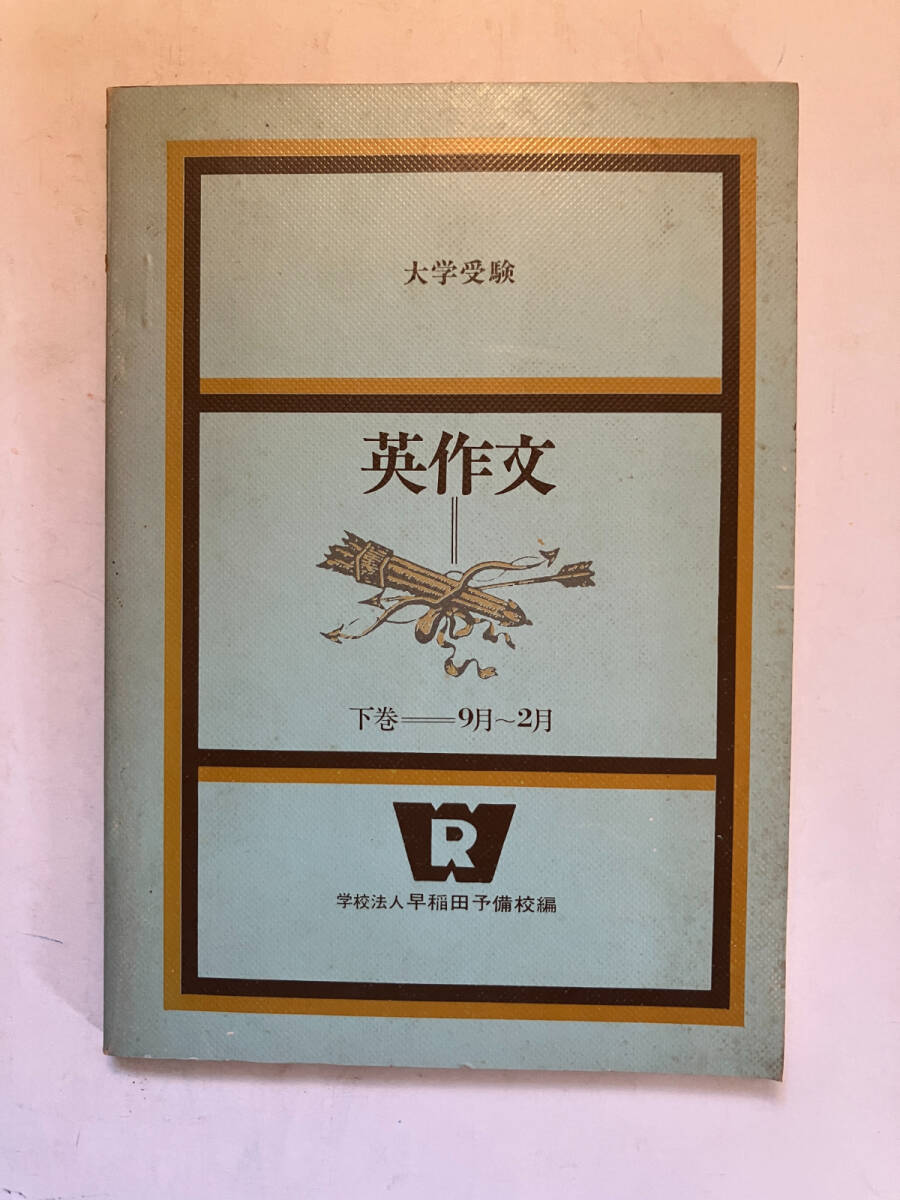 大学受験
英作文
下巻══9月～2月
WR
学校法人早稲田予備校編